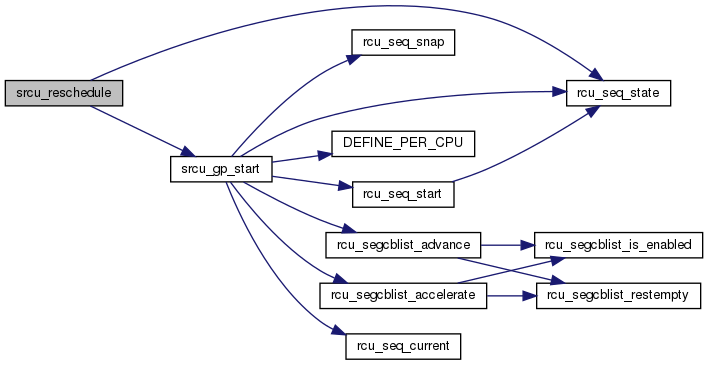 srcu_reschedule
srcu_gp_start
rcu_seq_snap
rcu_seq_state
DEFINE_PER_CPU
rcu_seq_start
rcu_segcblist_advance
rcu_segcblist_is_enabled
rcu_segcblist_accelerate
rcu_segcblist_restempty
rcu_seq_current